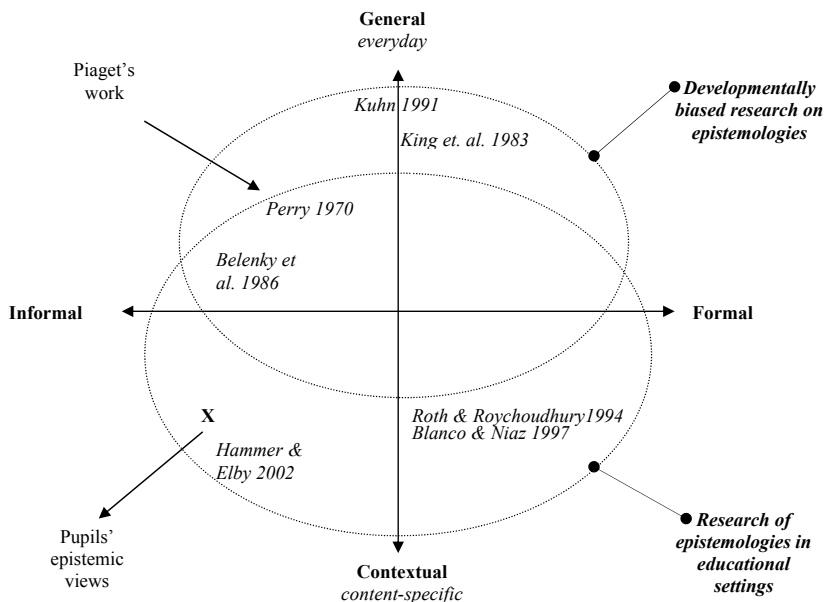 General
everyday
Piaget's
work
Developmentally
biased research on
epistemologies
Kuhn 1991
King et. al. 1983
Perry 1970
Belenky et
al. 1986
Informal
Formal
X
Roth & Roychoudhury1994
Blanco & Niaz 1997
Hammer &
Elby 2002
Pupils'
epistemic
views
Research of
epistemologies in
educational
settings
Contextual
content-specific